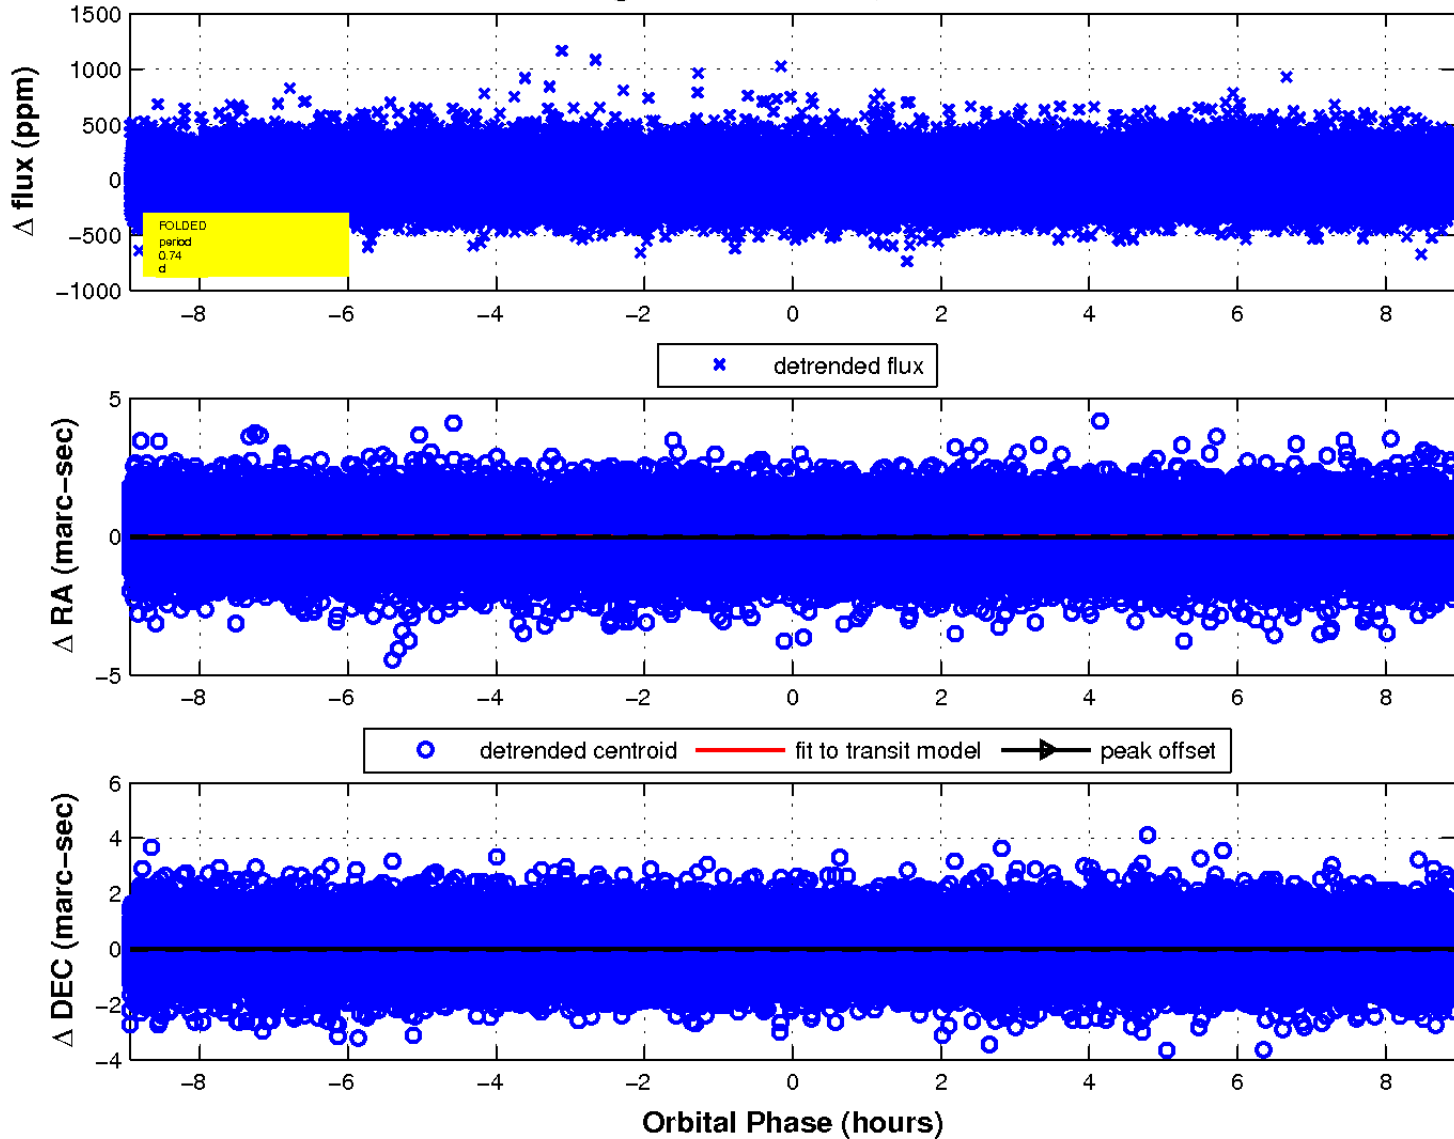 1500
1000
500
0
−500
−1000
Δ flux (ppm)
FOLDED
period
0.74
d
−8 −6 −4 −2 0 2 4 6 8
detrended flux
5
0
−5
Δ RA (marc−sec)
−8 −6 −4 −2 0 2 4 6 8
detrended centroid fit to transit model peak offset
6
4
2
0
−2
−4
Δ DEC (marc−sec)
−8 −6 −4 −2 0 2 4 6 8
Orbital Phase (hours)